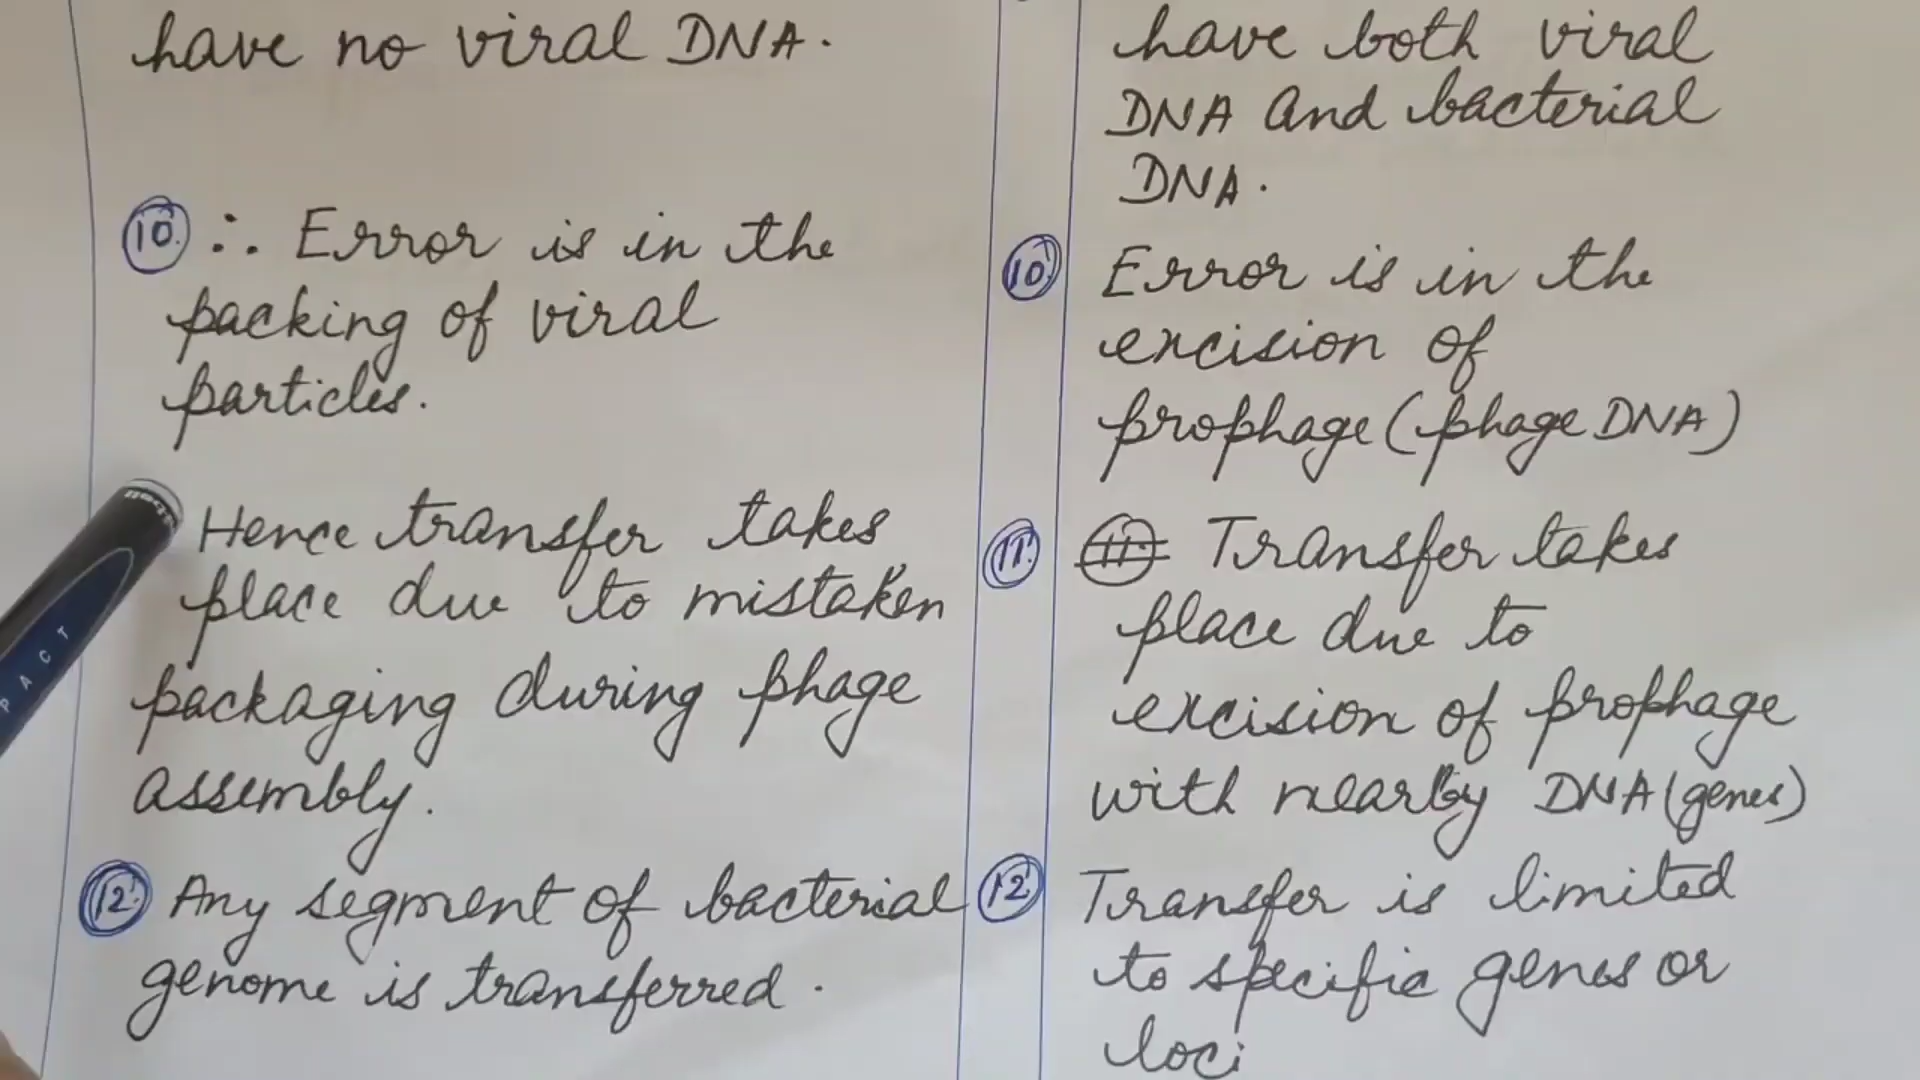 have no viral DNA.
10. ∴ Error is in the
packing of viral
particles.
Hence transfer takes
place due to mistaken
packaging during phage
assembly.
12. Any segment of bacterial
genome is transferred.
have both viral
DNA and bacterial
DNA.
10. Error is in the
excision of
prophage (phage DNA)
11. Transfer takes
place due to
excision of prophage
with nearby DNA (genes)
12. Transfer is limited
to specific genes or
loci
PACT